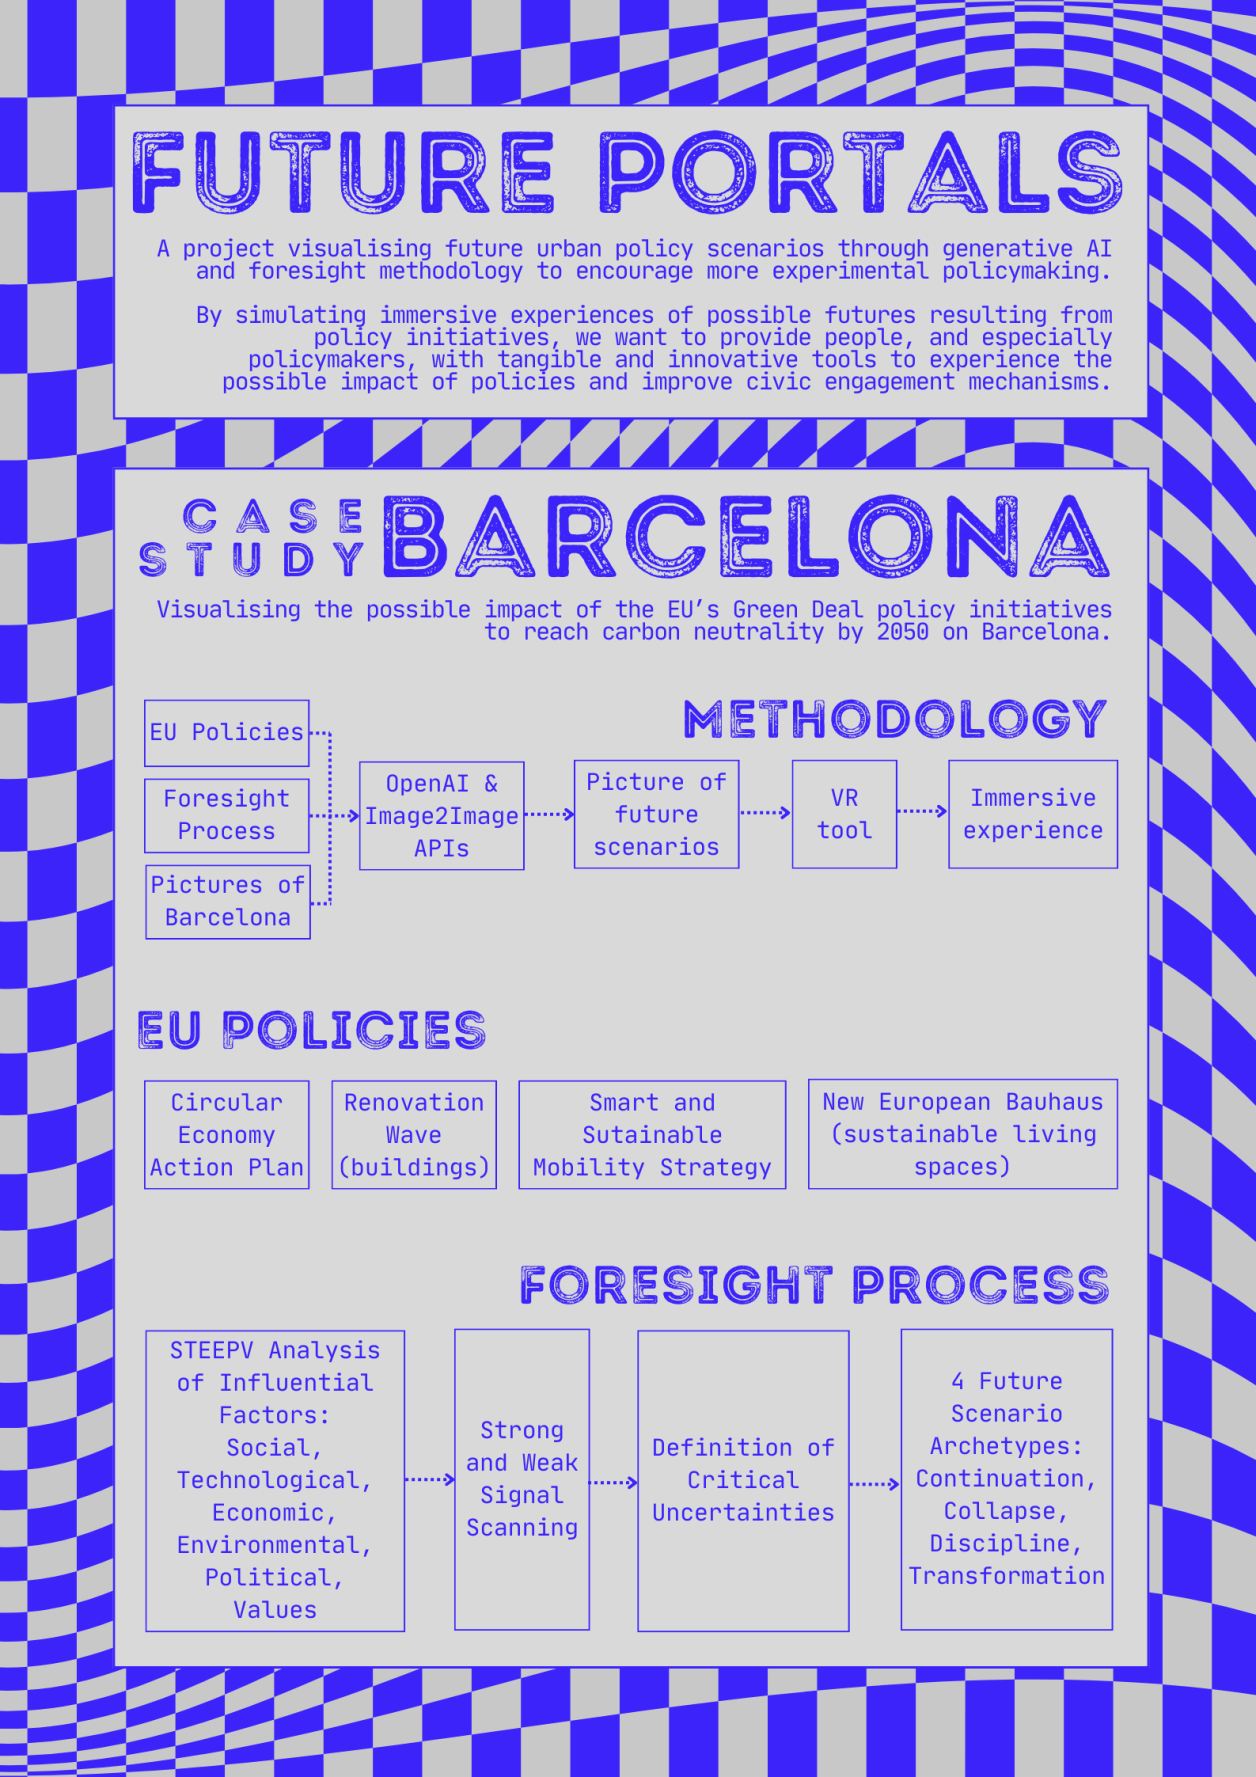 FUTURE PORTALS
A project visualising future urban policy scenarios through generative AI
and foresight methodology to encourage more experimental policymaking.
By simulating immersive experiences of possible futures resulting from
policy initiatives, we want to provide people, and especially
policymakers, with tangible and innovative tools to experience the
possible impact of policies and improve civic engagement mechanisms.
CASE
STUDY
BARCELONA
Visualising the possible impact of the EU’s Green Deal policy initiatives
to reach carbon neutrality by 2050 on Barcelona.
METHODOLOGY
EU Policies
Foresight
Process
Pictures of
Barcelona
OpenAI &
Image2Image
APIs
Picture of
future
scenarios
VR
tool
Immersive
experience
EU POLICIES
Circular
Economy
Action Plan
Renovation
Wave
(buildings)
Smart and
Sutainable
Mobility Strategy
New European Bauhaus
(sustainable living
spaces)
FORESIGHT PROCESS
STEEPV Analysis
of Influential
Factors:
Social,
Technological,
Economic,
Environmental,
Political,
Values
Strong
and Weak
Signal
Scanning
Definition of
Critical
Uncertainties
4 Future
Scenario
Archetypes:
Continuation,
Collapse,
Discipline,
Transformation